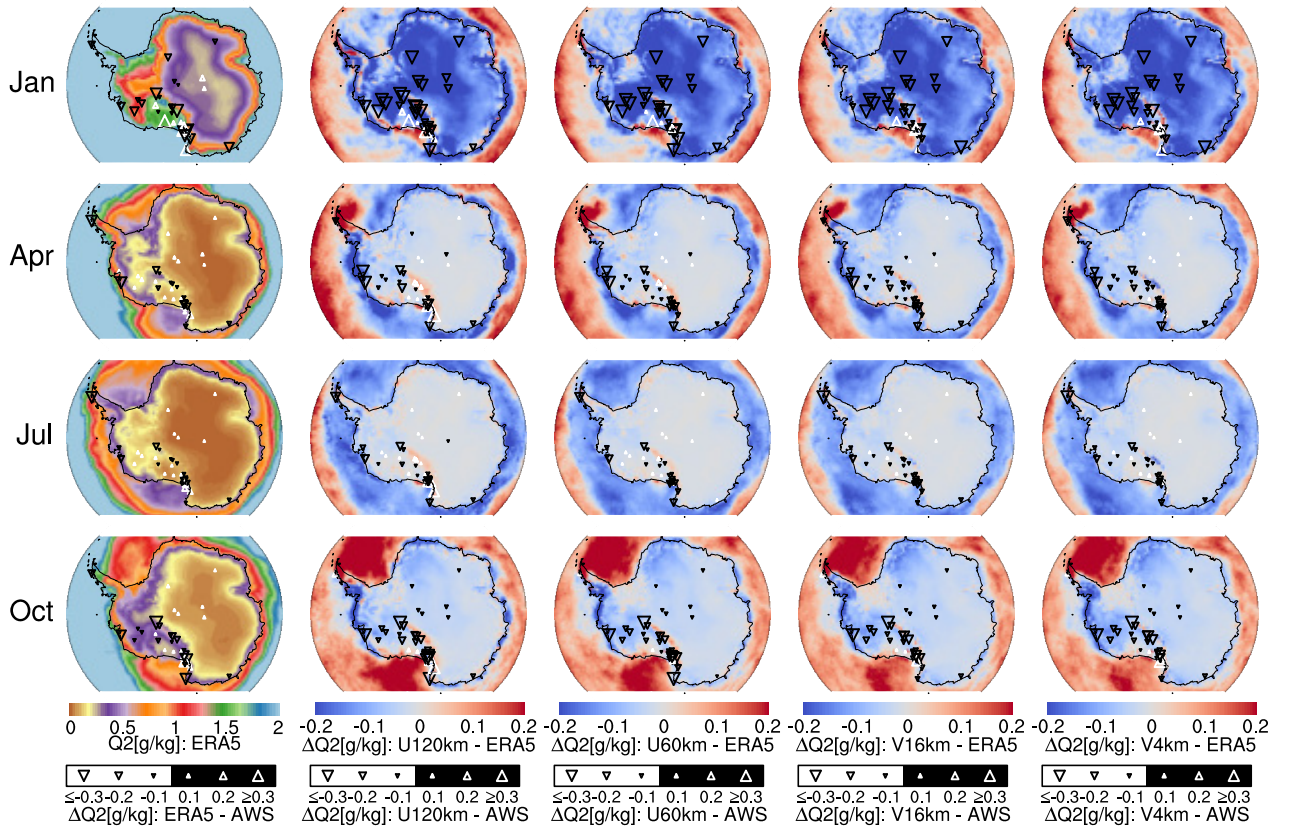 Jan
Apr
Jul
Oct
0 0.5 1 1.5 2
Q2[g/kg]: ERA5
-0.2 -0.1 0 0.1 0.2
ΔQ2[g/kg]: U120km - ERA5
-0.2 -0.1 0 0.1 0.2
ΔQ2[g/kg]: U60km - ERA5
-0.2 -0.1 0 0.1 0.2
ΔQ2[g/kg]: V16km - ERA5
-0.2 -0.1 0 0.1 0.2
ΔQ2[g/kg]: V4km - ERA5
≤-0.3 -0.2 -0.1 0.1 0.2 ≥0.3
ΔQ2[g/kg]: ERA5 - AWS
≤-0.3 -0.2 -0.1 0.1 0.2 ≥0.3
ΔQ2[g/kg]: U120km - AWS
≤-0.3 -0.2 -0.1 0.1 0.2 ≥0.3
ΔQ2[g/kg]: U60km - AWS
≤-0.3 -0.2 -0.1 0.1 0.2 ≥0.3
ΔQ2[g/kg]: V16km - AWS
≤-0.3 -0.2 -0.1 0.1 0.2 ≥0.3
ΔQ2[g/kg]: V4km - AWS